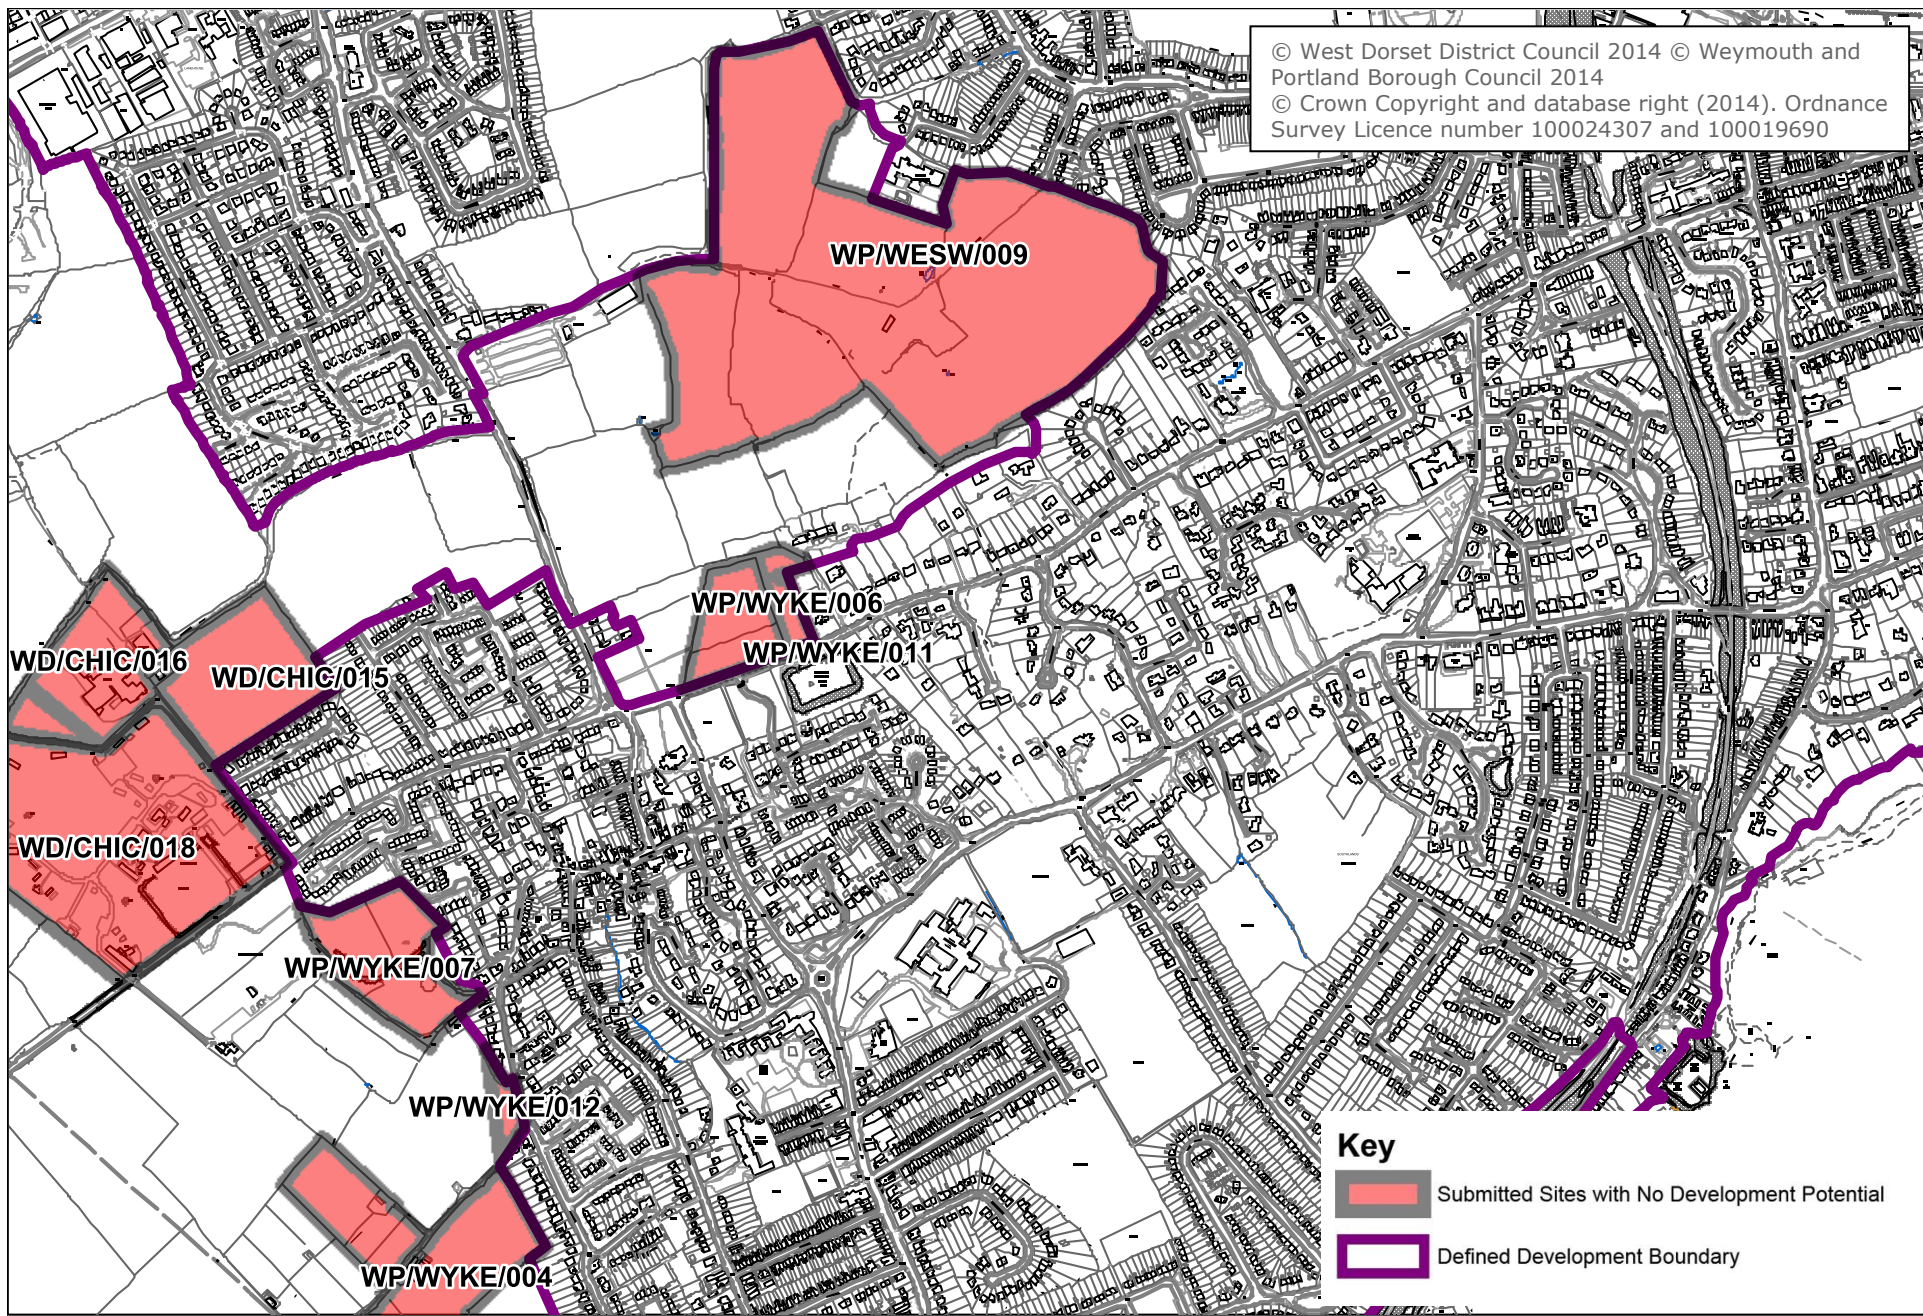 © West Dorset District Council 2014 © Weymouth and
Portland Borough Council 2014
© Crown Copyright and database right (2014). Ordnance
Survey Licence number 100024307 and 100019690
WP/WESW/009
WP/WYKE/006
WP/WYKE/011
WD/CHIC/016
WD/CHIC/015
WD/CHIC/018
WP/WYKE/007
WP/WYKE/012
WP/WYKE/004
Key
Submitted Sites with No Development Potential
Defined Development Boundary